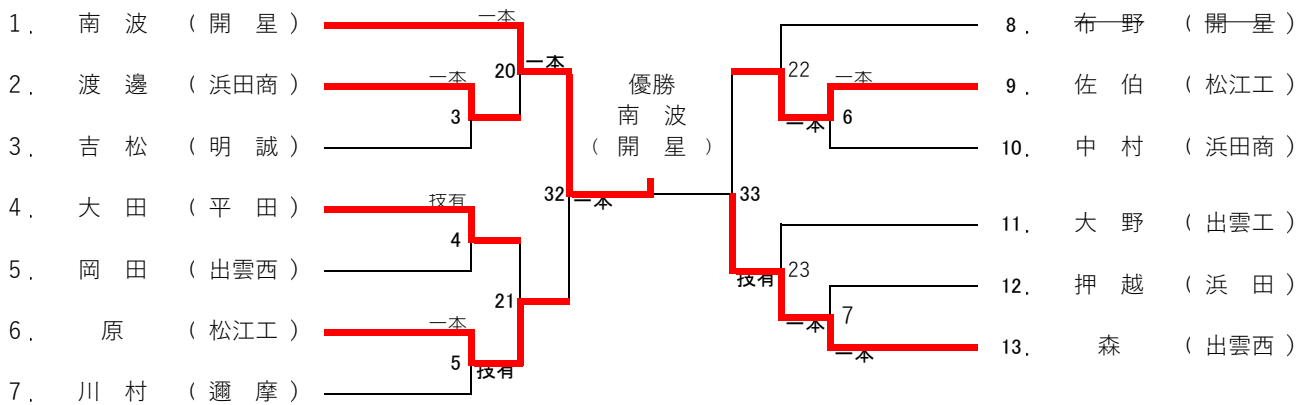 1. 南 波 (開 星)
一本
2. 渡 邊 (浜田商)
一本
3. 吉 松 (明 誠)
4. 大 田 (平 田)
技有
5. 岡 田 (出雲西)
6. 原 (松江工)
一本
7. 川 村 (邇 摩)
3
4
5
技有
20
一本
21
32
一本
優勝
南 波
(開 星)
33
22
一本
23
技有
6
一本
7
一本
一本
8. 布 野 (開 星)
9. 佐 伯 (松江工)
10. 中 村 (浜田商)
11. 大 野 (出雲工)
12. 押 越 (浜 田)
13. 森 (出雲西)